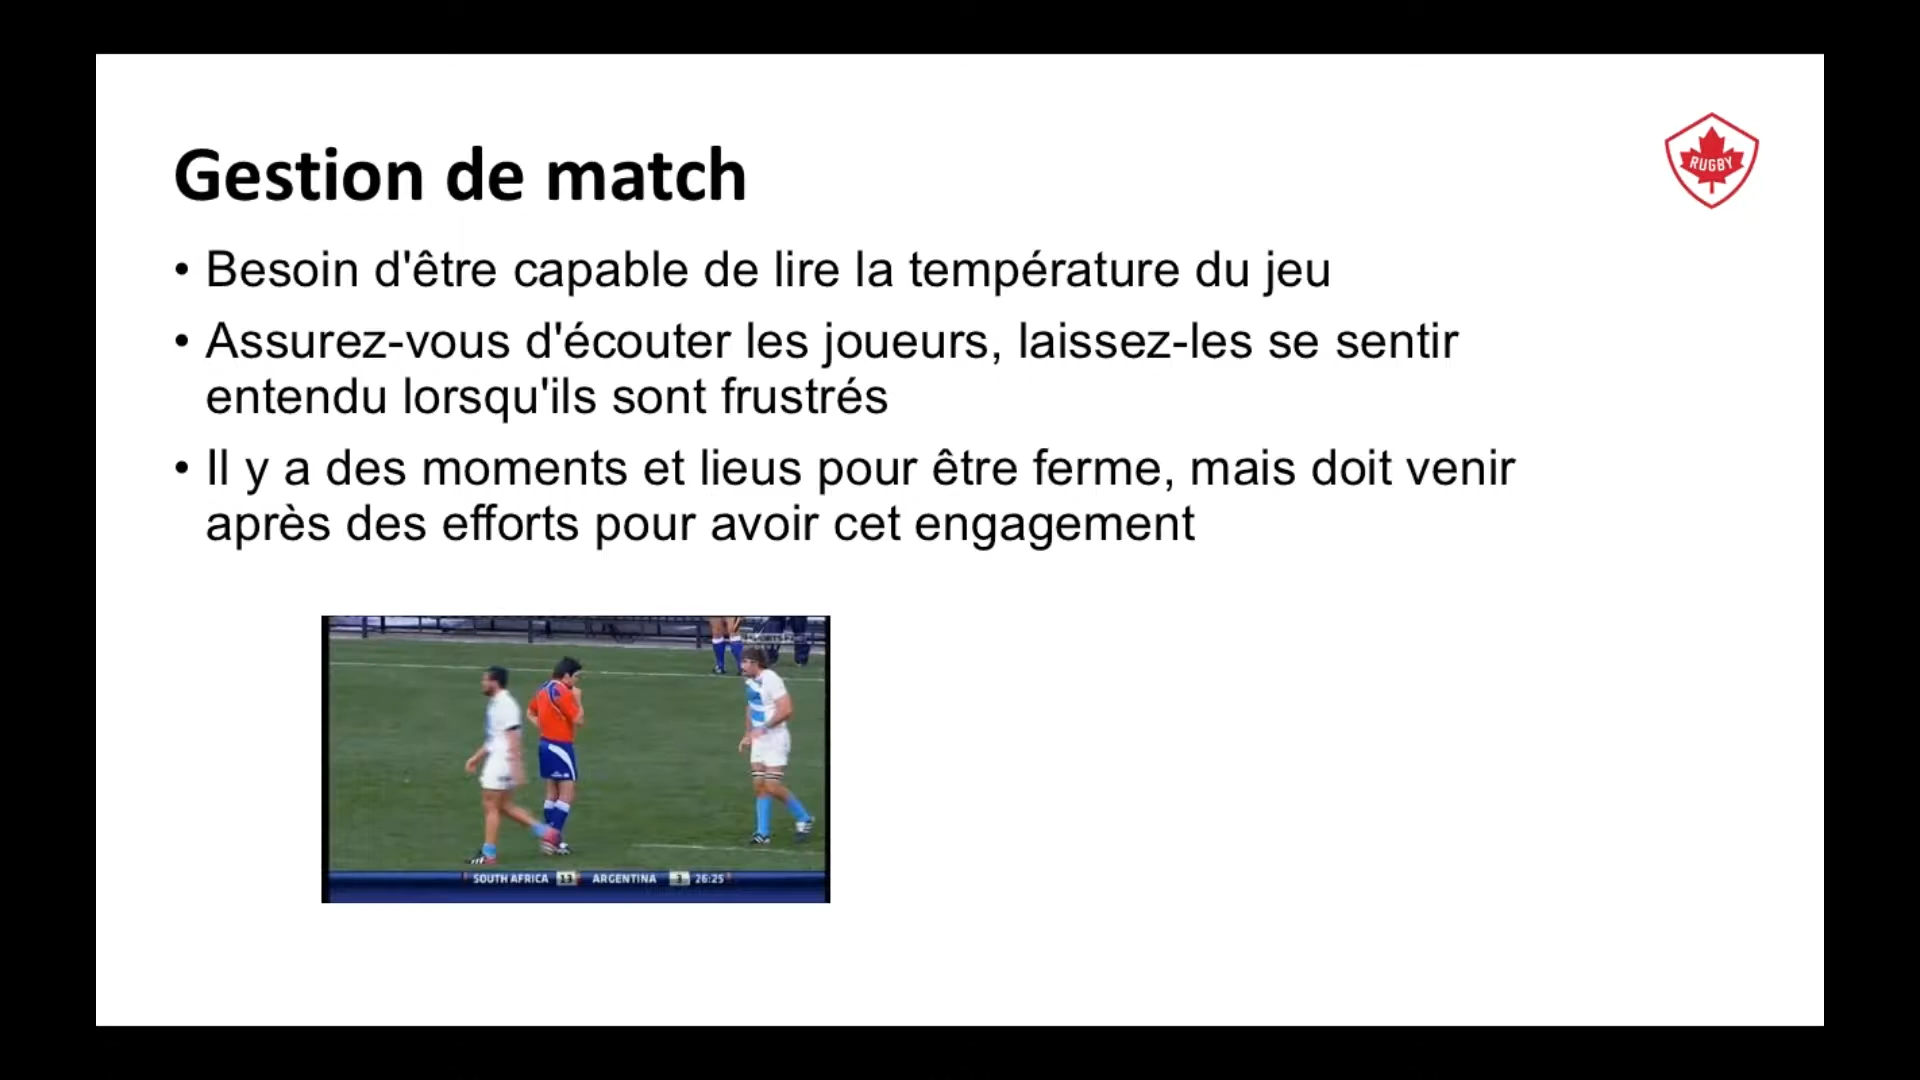 Gestion de match
RUGBY
• Besoin d'être capable de lire la température du jeu
• Assurez-vous d'écouter les joueurs, laissez-les se sentir
entendu lorsqu'ils sont frustrés
• Il y a des moments et lieus pour être ferme, mais doit venir
après des efforts pour avoir cet engagement
SOUTH AFRICA 13 ARGENTINA 3 26:25